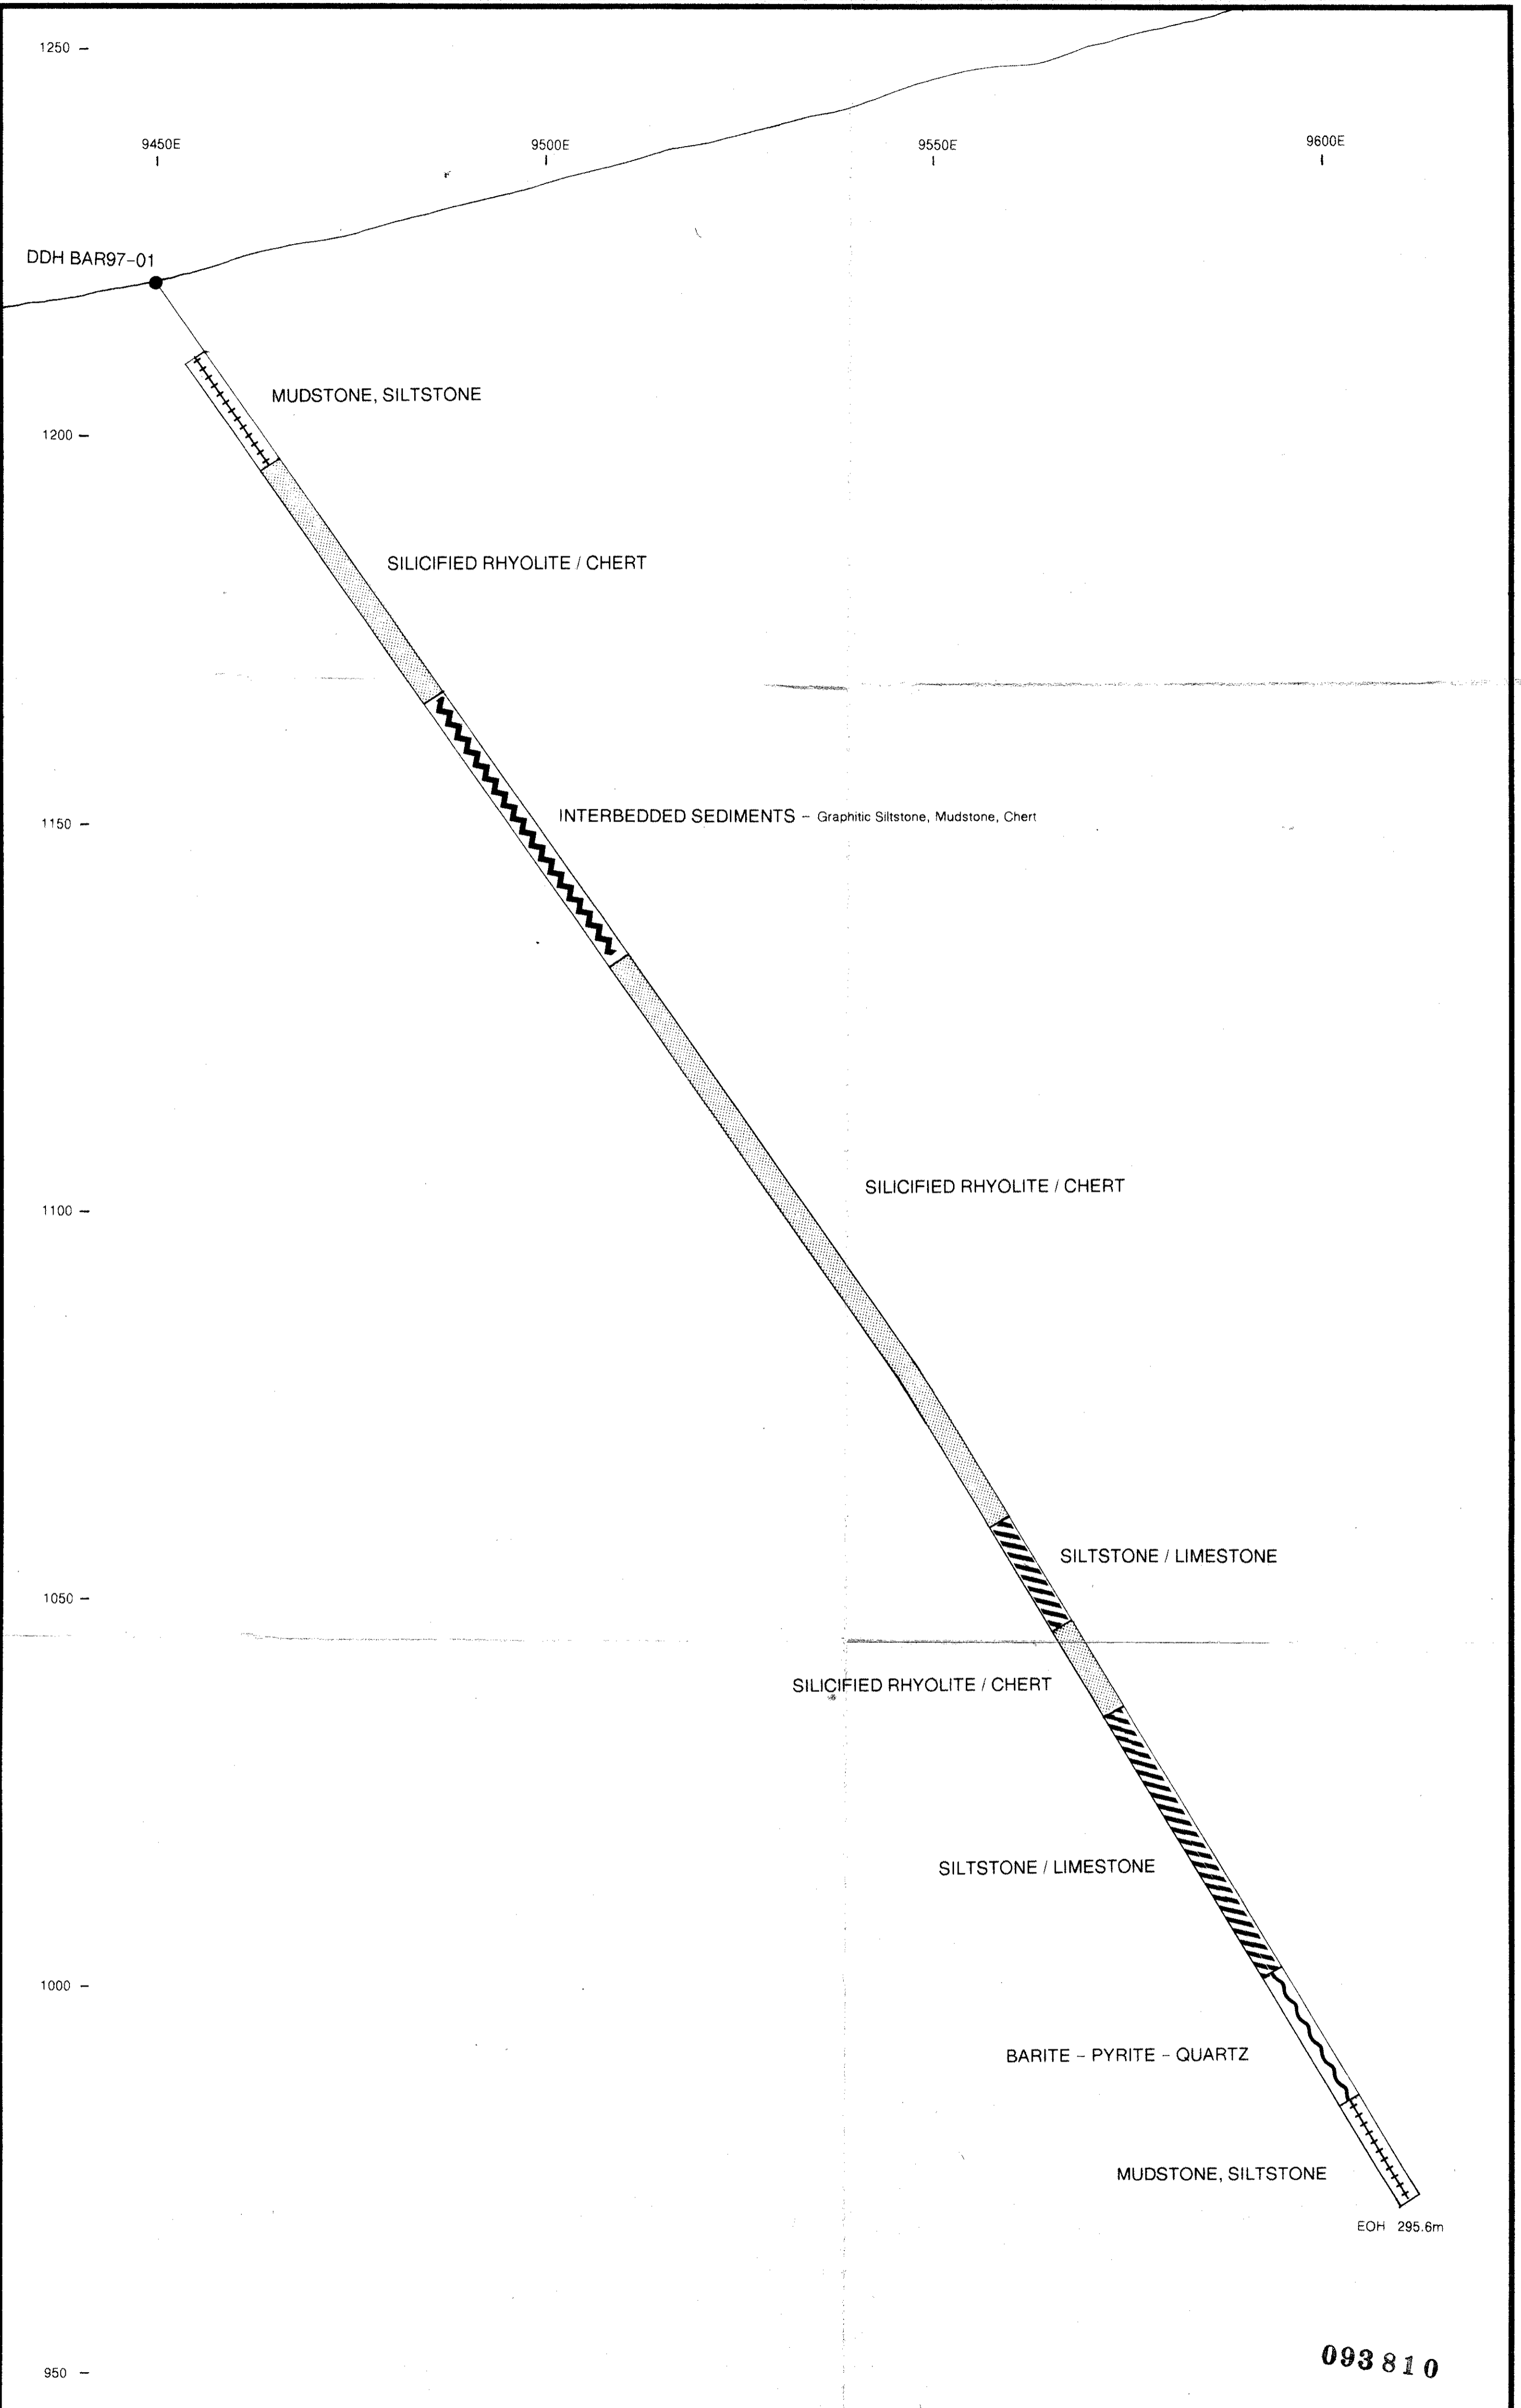 1250 –
9450E
9500E
9550E
9600E
DDH BAR97-01
MUDSTONE, SILTSTONE
1200 –
SILICIFIED RHYOLITE / CHERT
1150 –
INTERBEDDED SEDIMENTS – Graphitic Siltstone, Mudstone, Chert
SILICIFIED RHYOLITE / CHERT
1100 –
SILTSTONE / LIMESTONE
1050 –
SILICIFIED RHYOLITE / CHERT
SILTSTONE / LIMESTONE
1000 –
BARITE – PYRITE – QUARTZ
MUDSTONE, SILTSTONE
EOH 295.6m
093810
950 –